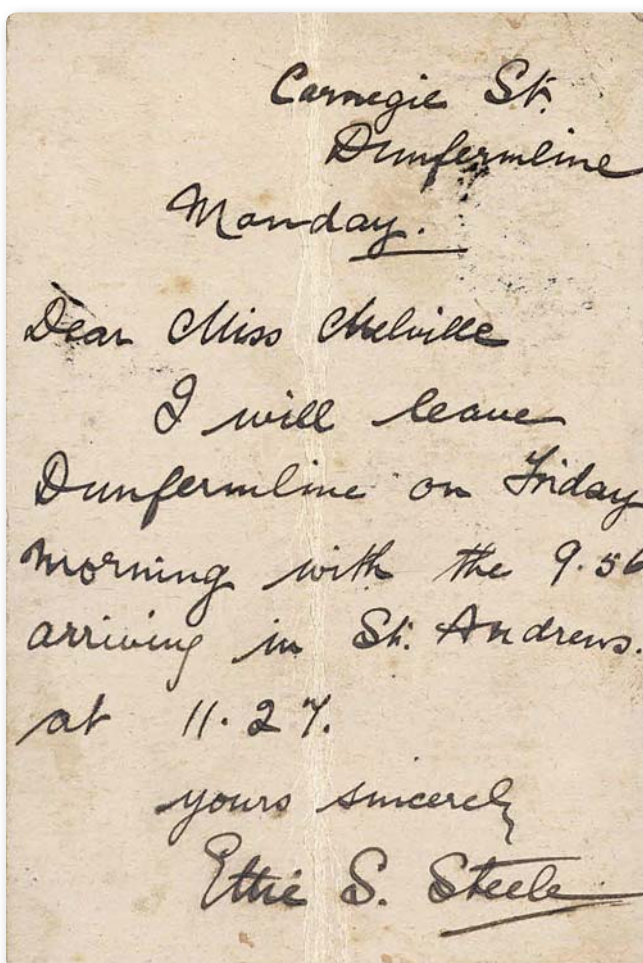 Carnegie St.
Dunfermline
Monday.
Dear Miss Melville
I will leave
Dunfermline on Friday
morning with the 9.56
arriving in St. Andrews.
at 11.27.
yours sincerely
Ettie S. Steele